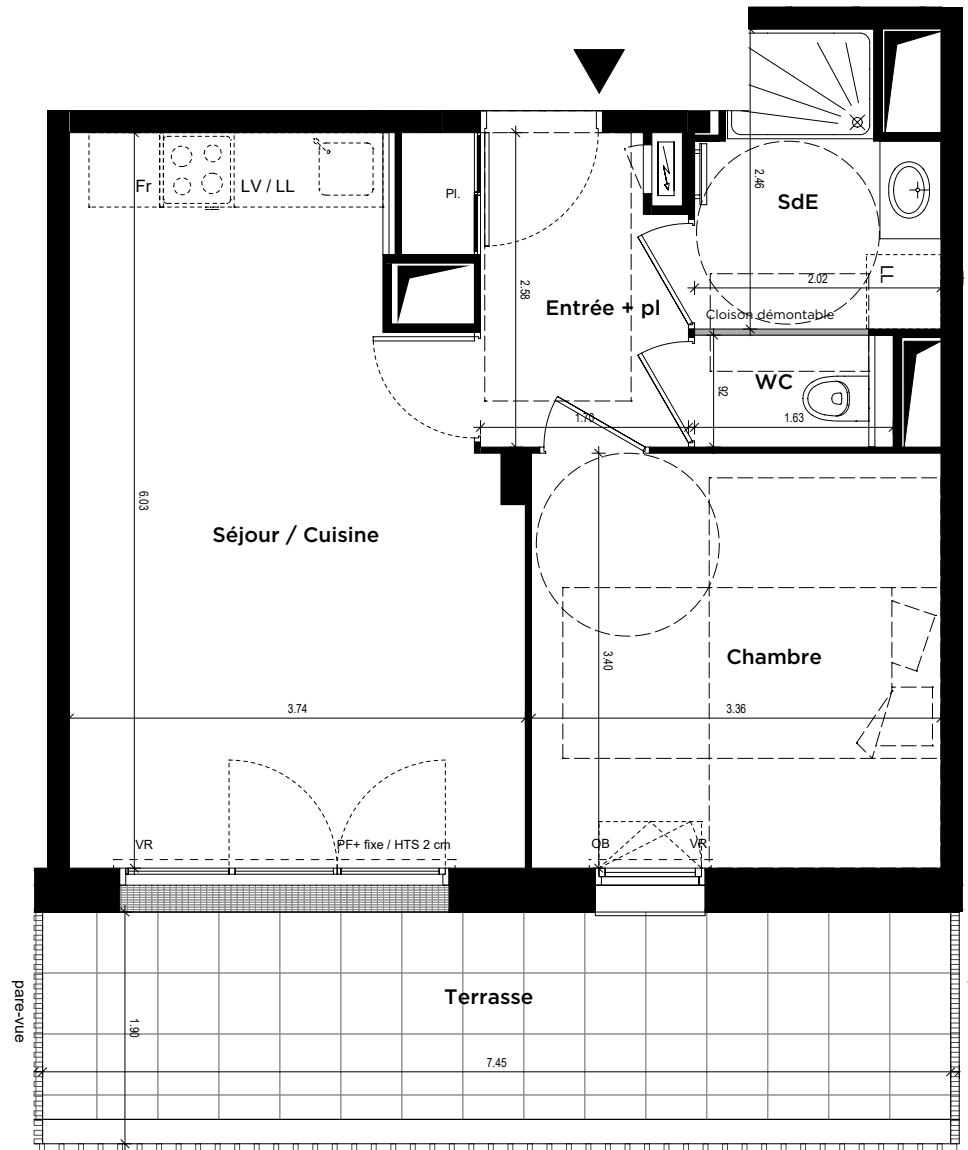 Fr
LV / LL
Pl.
2.46
SdE
2.02
LL
2.58
Entrée + pl
Cloison démontable
WC
92
1.70
1.63
6.03
Séjour / Cuisine
3.40
Chambre
3.74
3.36
VR
PF+ fixe / HTS 2 cm
OB
VR
pare-vue
Terrasse
1.90
7.45